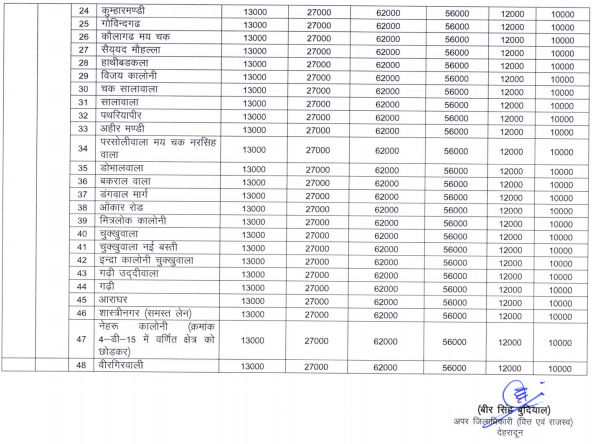 24 कुम्हारमण्डी 13000 27000 62000 56000 12000 10000
25 गोविन्दगढ 13000 27000 62000 56000 12000 10000
26 कौलागढ मय चक 13000 27000 62000 56000 12000 10000
27 सैय्यद मौहल्ला 13000 27000 62000 56000 12000 10000
28 हाथीबडकला 13000 27000 62000 56000 12000 10000
29 विजय कालोनी 13000 27000 62000 56000 12000 10000
30 चक सालावाला 13000 27000 62000 56000 12000 10000
31 सालावाला 13000 27000 62000 56000 12000 10000
32 पथरियापीर 13000 27000 62000 56000 12000 10000
33 अहीर मण्डी 13000 27000 62000 56000 12000 10000
34 परसोलीवाला मय चक नरसिह
वाला 13000 27000 62000 56000 12000 10000
35 डोभालवाला 13000 27000 62000 56000 12000 10000
36 बकराल वाला 13000 27000 62000 56000 12000 10000
37 डंगवाल मार्ग 13000 27000 62000 56000 12000 10000
38 ओंकार रोड 13000 27000 62000 56000 12000 10000
39 मित्रलोक कालोनी 13000 27000 62000 56000 12000 10000
40 चुक्खुवाला 13000 27000 62000 56000 12000 10000
41 चुक्खुवाला नई बस्ती 13000 27000 62000 56000 12000 10000
42 इन्द्रा कालोनी चुक्खुवाला 13000 27000 62000 56000 12000 10000
43 गढी उद्दीवाला 13000 27000 62000 56000 12000 10000
44 गढी 13000 27000 62000 56000 12000 10000
45 आराघर 13000 27000 62000 56000 12000 10000
46 शास्त्रीनगर (समस्त लेन) 13000 27000 62000 56000 12000 10000
47 नेहरू कालोनी (क्रमांक
4–डी–15 में वर्णित क्षेत्र को
छोडकर) 13000 27000 62000 56000 12000 10000
48 वीरगिरवाली 13000 27000 62000 56000 12000 10000
(बीर सिंह बुदियाल)
अपर जिलाधिकारी (वित्त एवं राजस्व)
देहरादून